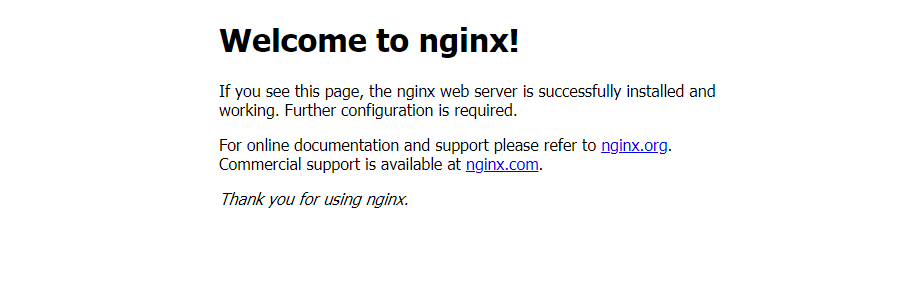 Welcome to nginx!
If you see this page, the nginx web server is successfully installed and
working. Further configuration is required.
For online documentation and support please refer to nginx.org.
Commercial support is available at nginx.com.
Thank you for using nginx.